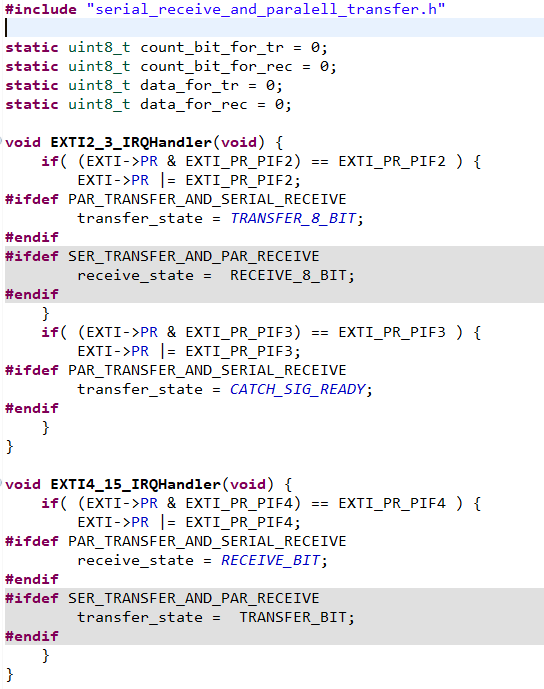 #include "serial_receive_and_paralell_transfer.h"
static uint8_t count_bit_for_tr = 0;
static uint8_t count_bit_for_rec = 0;
static uint8_t data_for_tr = 0;
static uint8_t data_for_rec = 0;
void EXTI2_3_IRQHandler(void) {
    if( (EXTI->PR & EXTI_PR_PIF2) == EXTI_PR_PIF2 ) {
        EXTI->PR |= EXTI_PR_PIF2;
#ifdef PAR_TRANSFER_AND_SERIAL_RECEIVE
        transfer_state = TRANSFER_8_BIT;
#endif
#ifdef SER_TRANSFER_AND_PAR_RECEIVE
        receive_state =  RECEIVE_8_BIT;
#endif
    }
    if( (EXTI->PR & EXTI_PR_PIF3) == EXTI_PR_PIF3 ) {
        EXTI->PR |= EXTI_PR_PIF3;
#ifdef PAR_TRANSFER_AND_SERIAL_RECEIVE
        transfer_state = CATCH_SIG_READY;
#endif
    }
}
void EXTI4_15_IRQHandler(void) {
    if( (EXTI->PR & EXTI_PR_PIF4) == EXTI_PR_PIF4 ) {
        EXTI->PR |= EXTI_PR_PIF4;
#ifdef PAR_TRANSFER_AND_SERIAL_RECEIVE
        receive_state = RECEIVE_BIT;
#endif
#ifdef SER_TRANSFER_AND_PAR_RECEIVE
        transfer_state =  TRANSFER_BIT;
#endif
    }
}